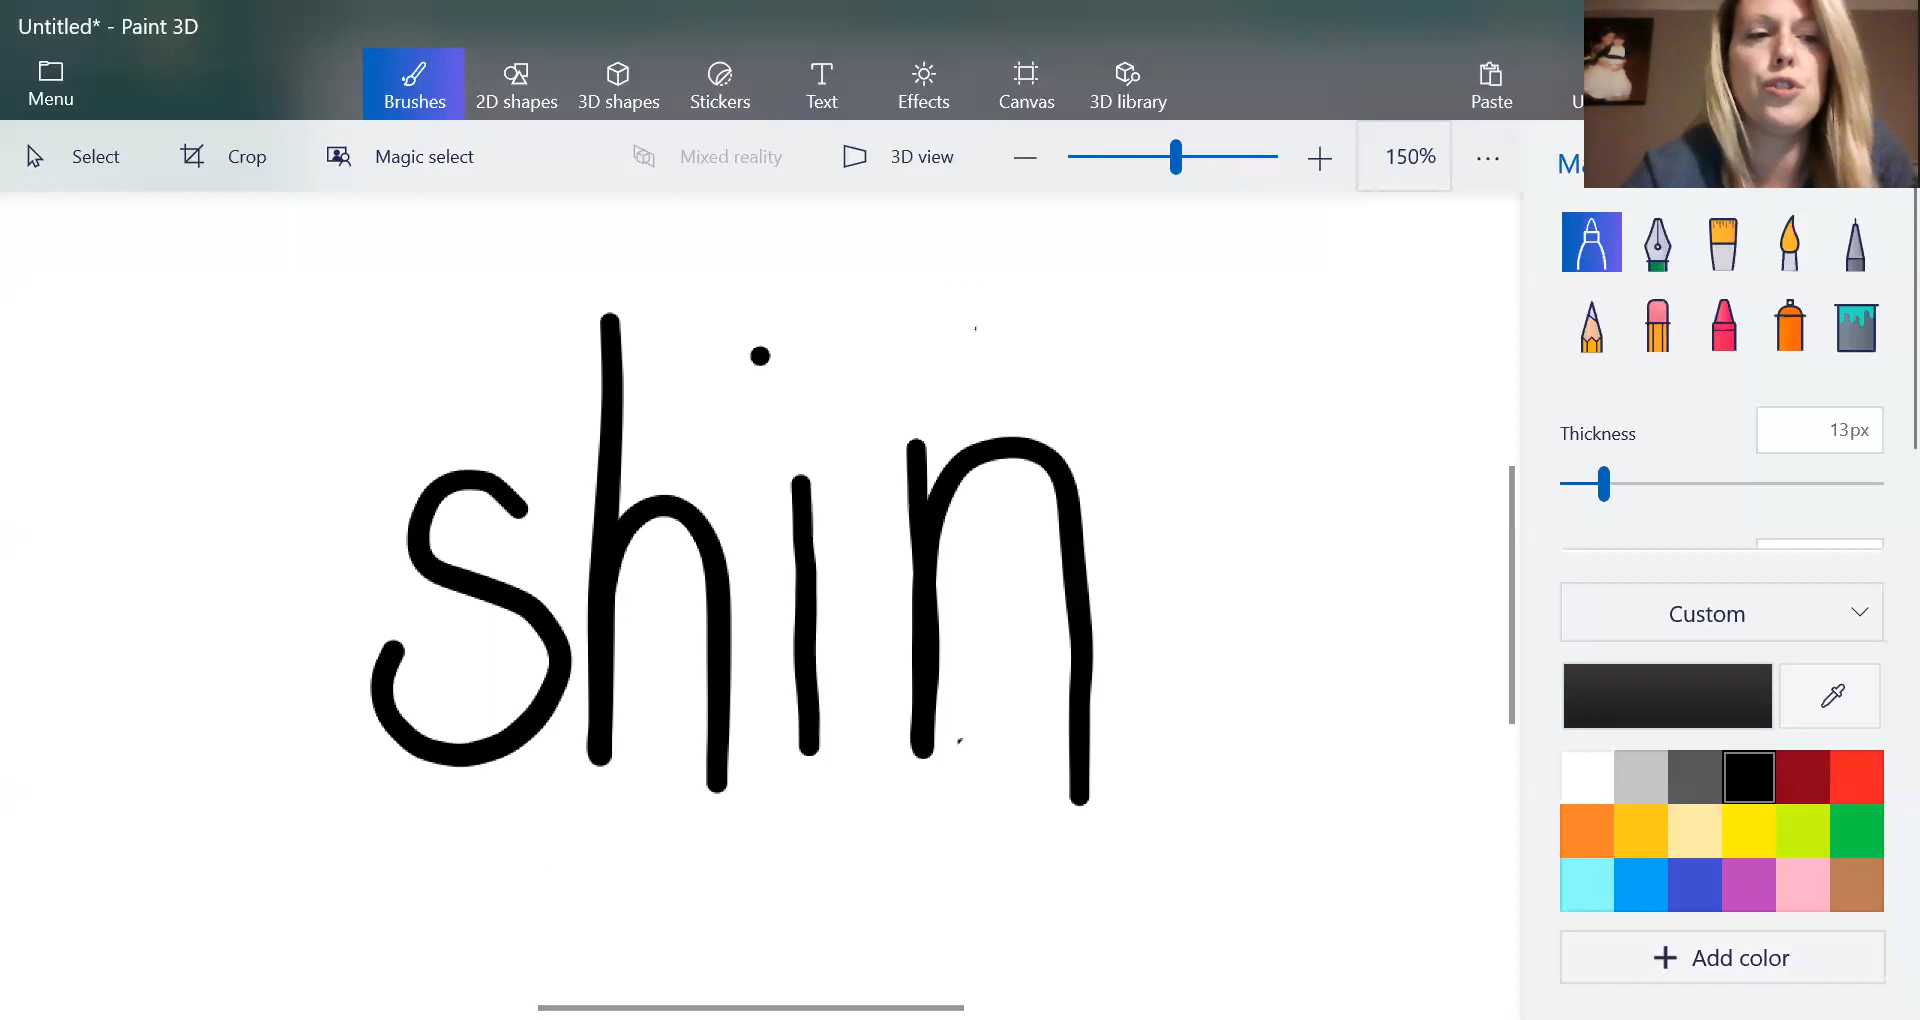 Untitled* - Paint 3D
Menu
Brushes
2D shapes
3D shapes
Stickers
Text
Effects
Canvas
3D library
Paste
Select
Crop
Magic select
Mixed reality
3D view
150%
shin
Thickness
13px
Custom
Add color